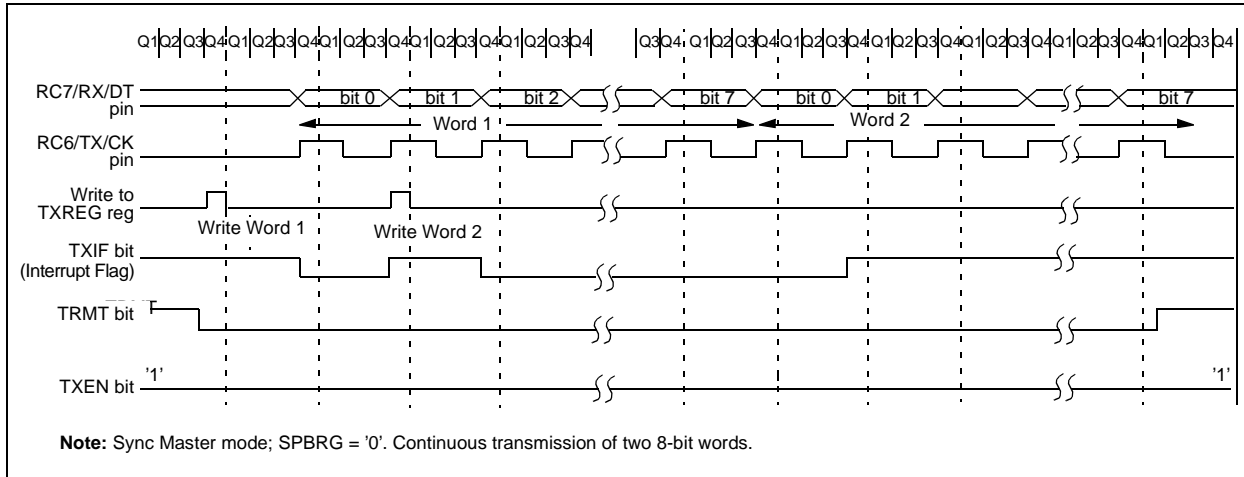 Q1 Q2 Q3 Q4 Q1 Q2 Q3 Q4 Q1 Q2 Q3 Q4 Q1 Q2 Q3 Q4 Q1 Q2 Q3 Q4 Q3 Q4 Q1 Q2 Q3 Q4 Q1 Q2 Q3 Q4 Q1 Q2 Q3 Q4 Q1 Q2 Q3 Q4 Q1 Q2 Q3 Q4 Q1 Q2 Q3 Q4
RC7/RX/DT
pin
bit 0 bit 1 bit 2 bit 7 bit 0 bit 1 bit 7
Word 1 Word 2
RC6/TX/CK
pin
Write to
TXREG reg
Write Word 1 Write Word 2
TXIF bit
(Interrupt Flag)
TRMT bit
TXEN bit '1' '1'
Note: Sync Master mode; SPBRG = '0'. Continuous transmission of two 8-bit words.